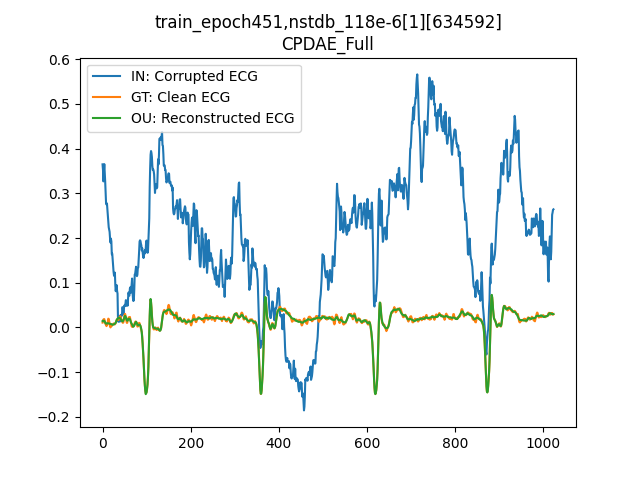 train_epoch451,nstdb_118e-6[1][634592]
CPDAE_Full
IN: Corrupted ECG
GT: Clean ECG
OU: Reconstructed ECG
0.6
0.5
0.4
0.3
0.2
0.1
0.0
−0.1
−0.2
0 200 400 600 800 1000